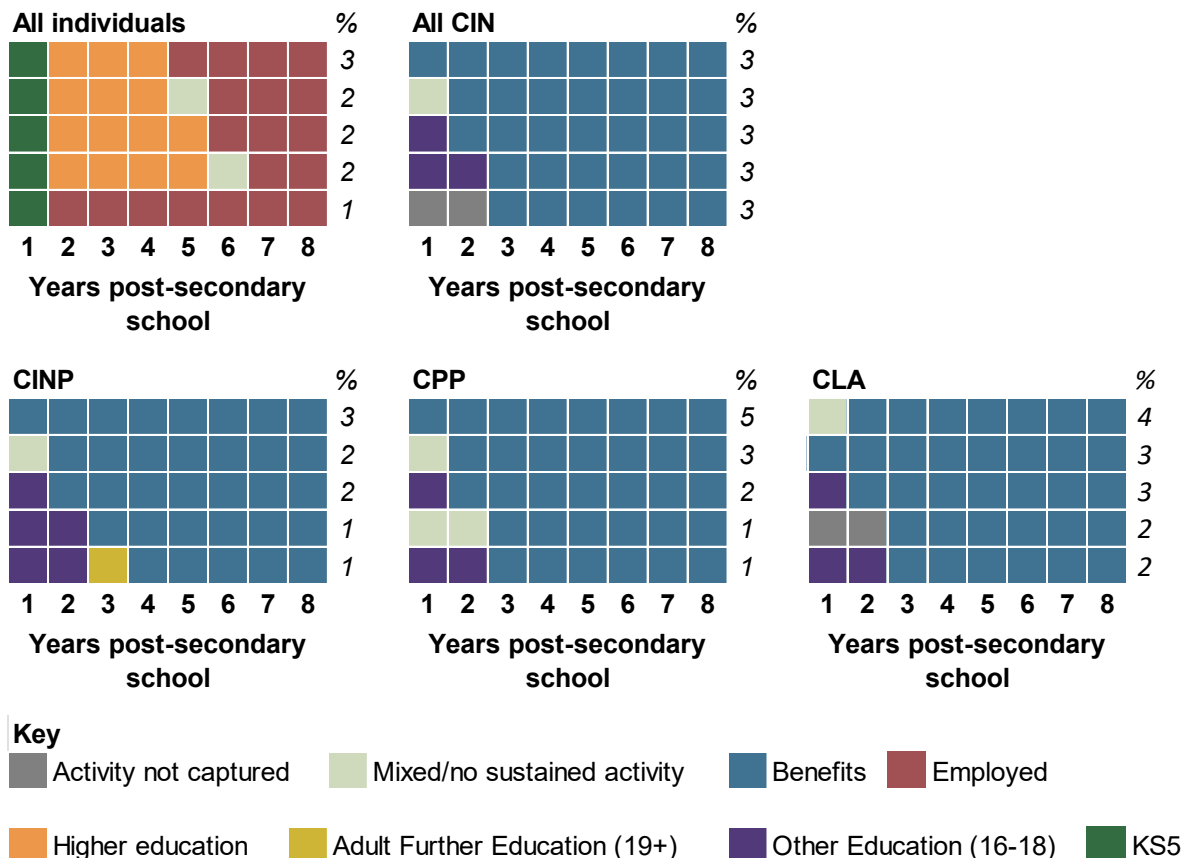 All individuals % All CIN %
3 3
2 3
2 3
2 3
1 3
1 2 3 4 5 6 7 8 1 2 3 4 5 6 7 8
Years post-secondary Years post-secondary
school school
CINP % CPP % CLA %
3 5 4
2 3 3
2 2 3
1 1 2
1 1 2
1 2 3 4 5 6 7 8 1 2 3 4 5 6 7 8 1 2 3 4 5 6 7 8
Years post-secondary Years post-secondary Years post-secondary
school school school
Key
Activity not captured Mixed/no sustained activity Benefits Employed
Higher education Adult Further Education (19+) Other Education (16-18) KS5